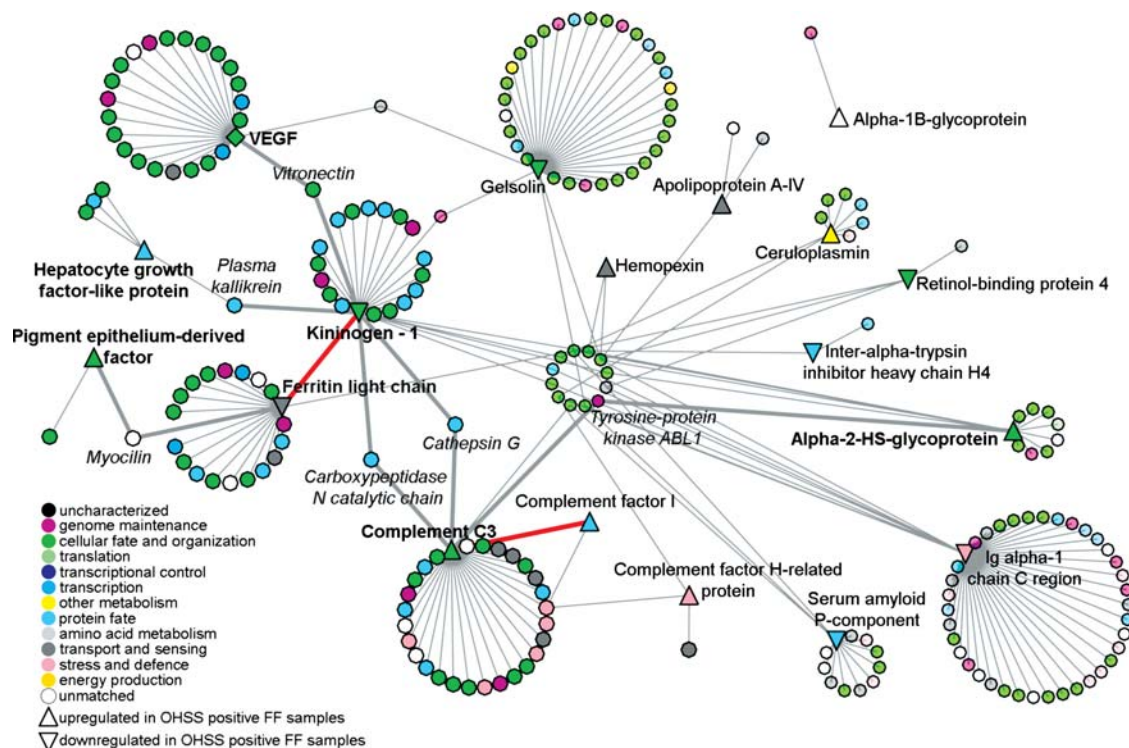 VEGF
Vitronectin
Gelsolin
Alpha-1B-glycoprotein
Apolipoprotein A-IV
Ceruloplasmin
Hepatocyte growth
factor-like protein
Plasma
kallikrein
Hemopexin
Retinol-binding protein 4
Kininogen - 1
Pigment epithelium-derived
factor
Inter-alpha-trypsin
inhibitor heavy chain H4
Ferritin light chain
Tyrosine-protein
kinase ABL1
Cathepsin G
Alpha-2-HS-glycoprotein
Myocilin
Carboxypeptidase
N catalytic chain
Complement factor I
Complement C3
Ig alpha-1
chain C region
Complement factor H-related
protein
Serum amyloid
P-component
uncharacterized
genome maintenance
cellular fate and organization
translation
transcriptional control
transcription
other metabolism
protein fate
amino acid metabolism
transport and sensing
stress and defence
energy production
unmatched
upregulated in OHSS positive FF samples
downregulated in OHSS positive FF samples